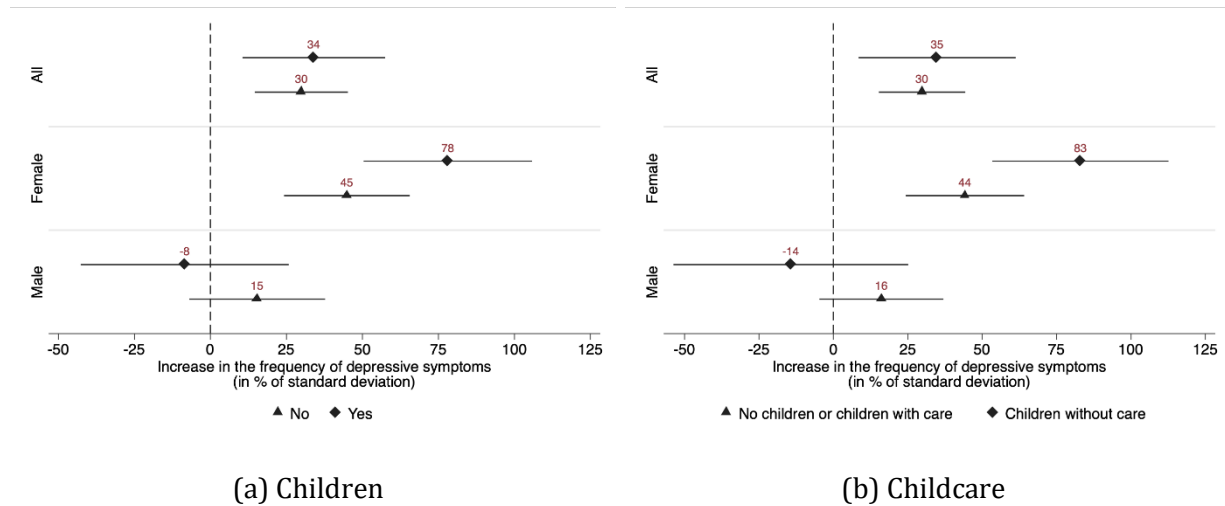 All
34
30
Female
78
45
Male
-8
15
-50 -25 0 25 50 75 100 125
Increase in the frequency of depressive symptoms
(in % of standard deviation)
No Yes
(a) Children
All
35
30
Female
83
44
Male
-14
16
-50 -25 0 25 50 75 100 125
Increase in the frequency of depressive symptoms
(in % of standard deviation)
No children or children with care Children without care
(b) Childcare